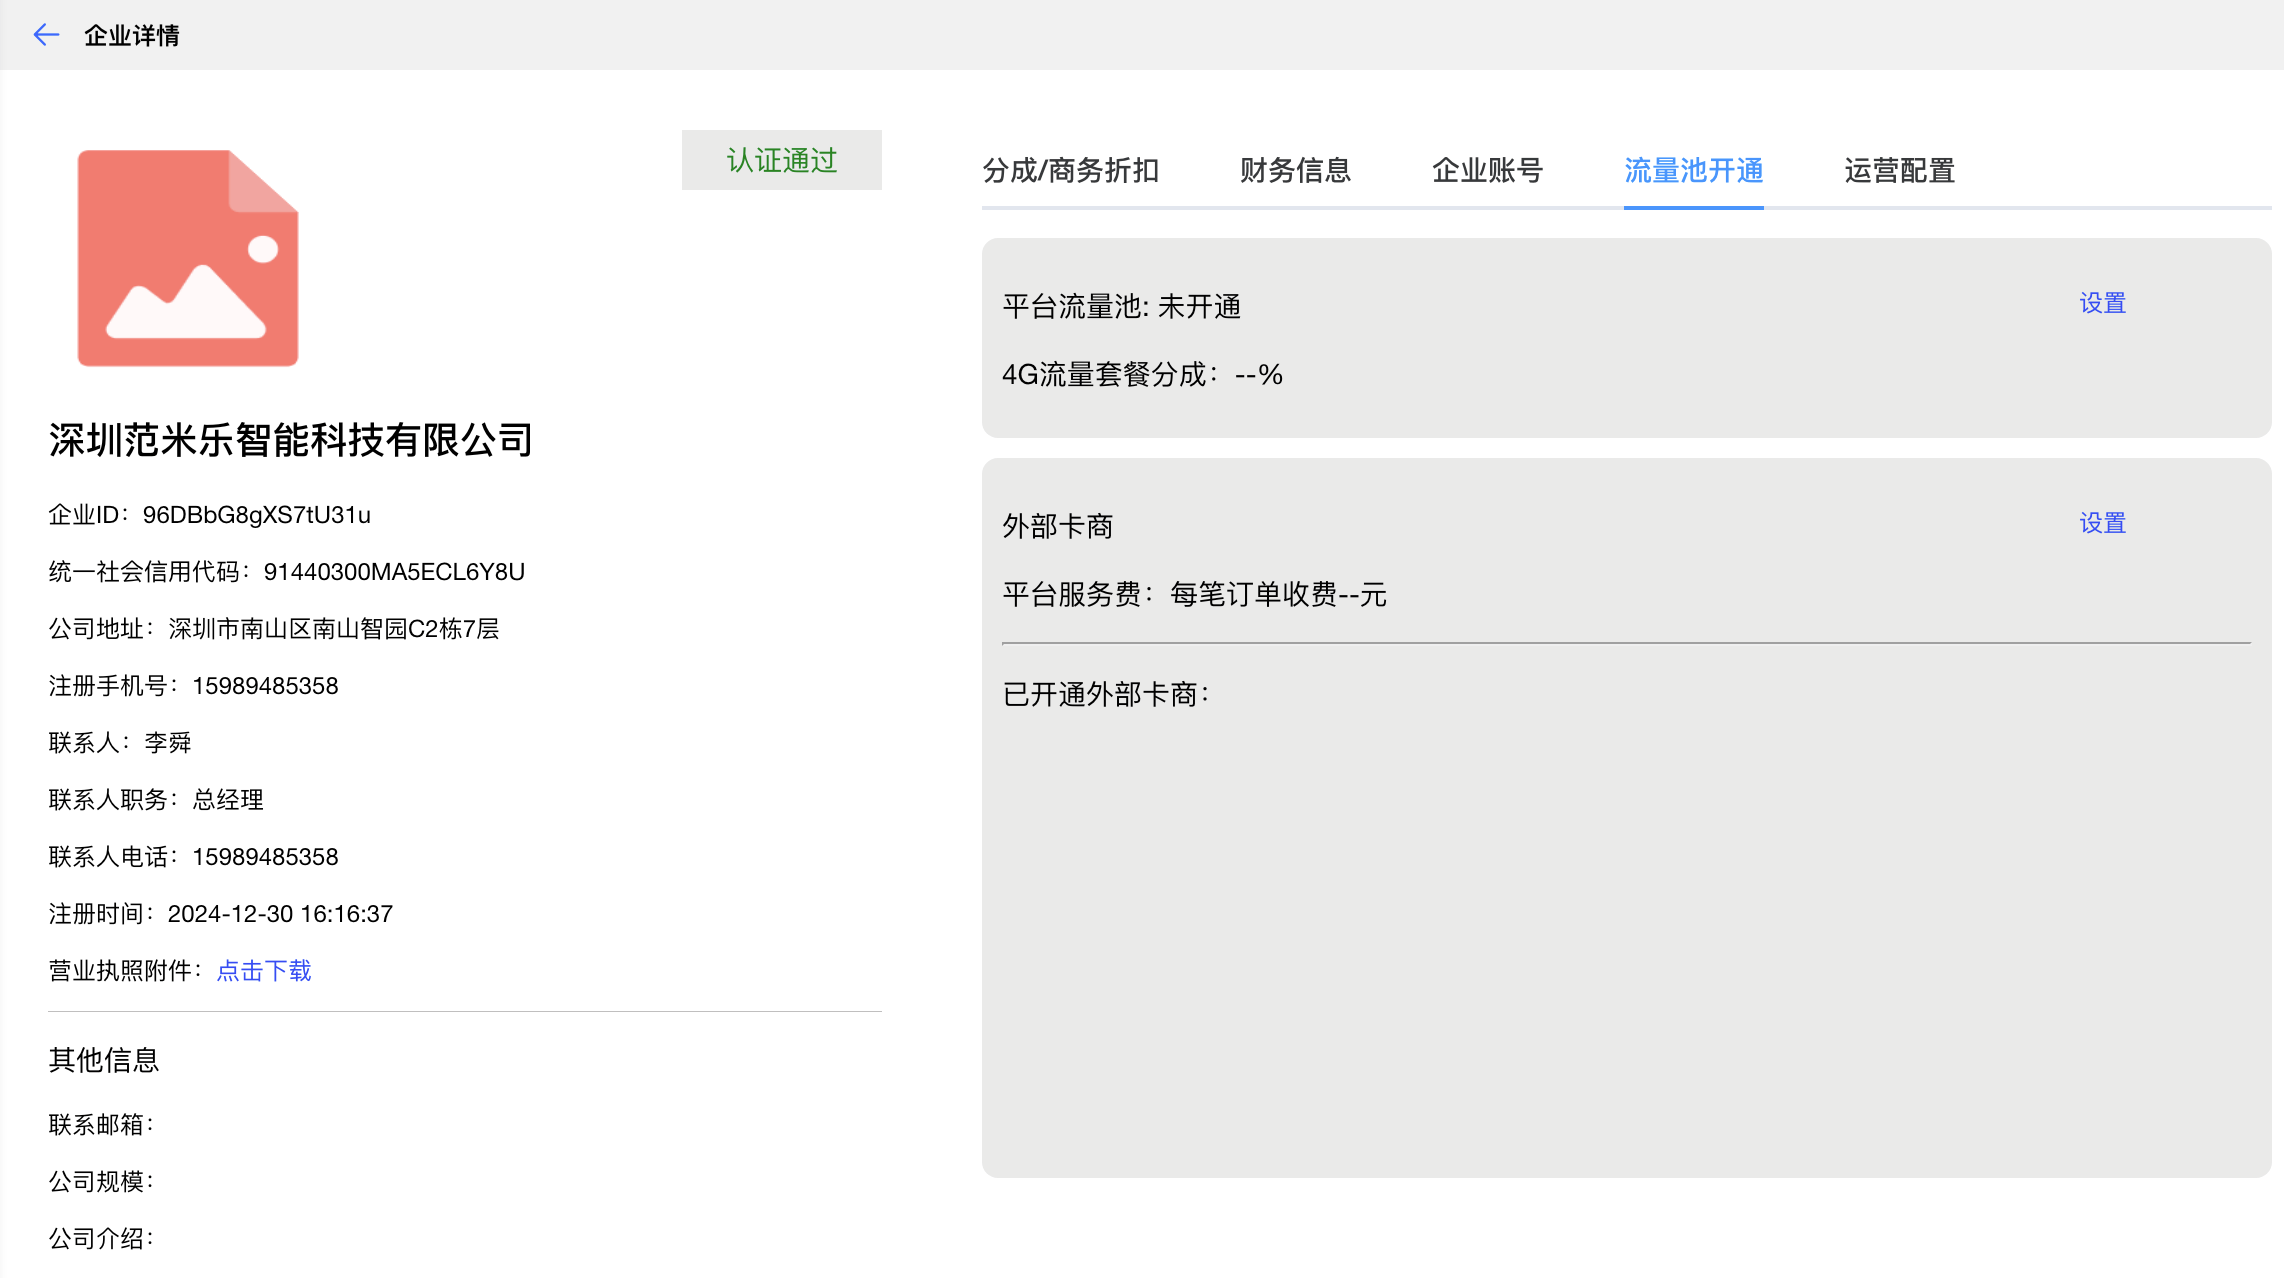 企业详情
认证通过
深圳范米乐智能科技有限公司
企业ID：96DBbG8gXS7tU31u
统一社会信用代码：91440300MA5ECL6Y8U
公司地址：深圳市南山区南山智园C2栋7层
注册手机号：15989485358
联系人：李舜
联系人职务：总经理
联系人电话：15989485358
注册时间：2024-12-30 16:16:37
营业执照附件：点击下载
其他信息
联系邮箱：
公司规模：
公司介绍：
分成/商务折扣 财务信息 企业账号 流量池开通 运营配置
平台流量池: 未开通 设置
4G流量套餐分成：--%
外部卡商 设置
平台服务费：每笔订单收费--元
已开通外部卡商：